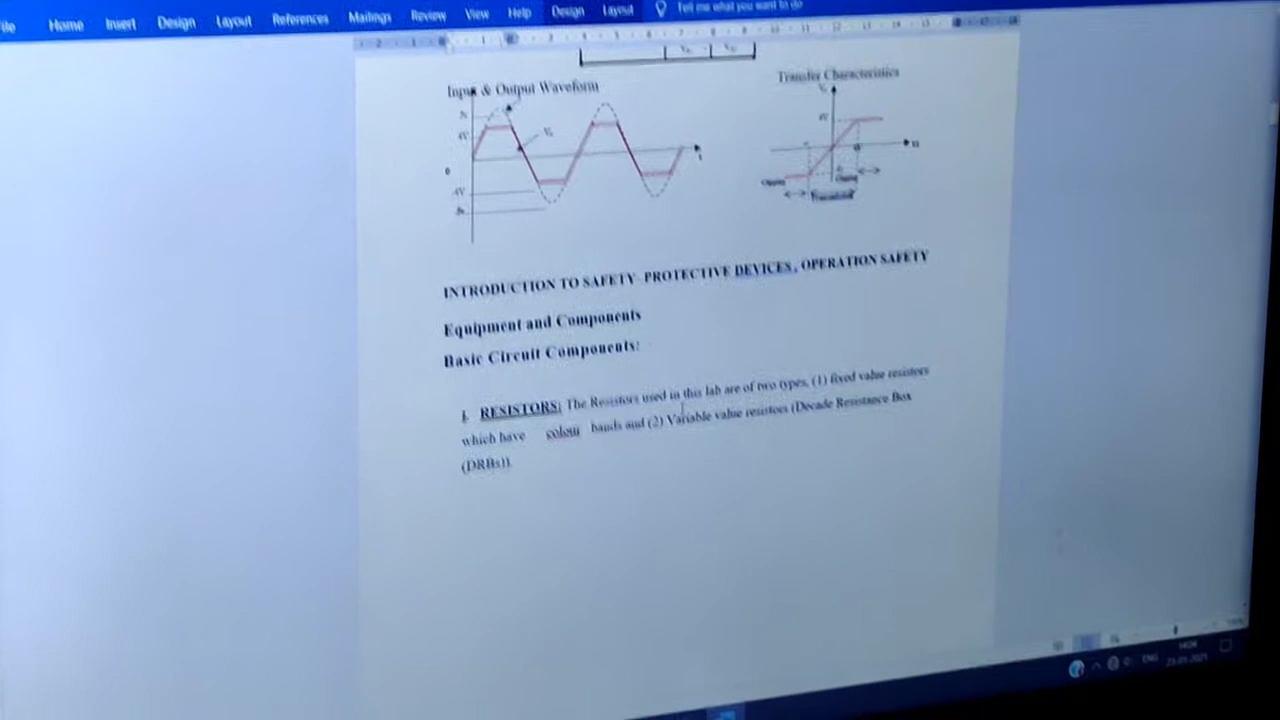 Home Insert Design Layout References Mailings Review View Help Design Layout Tell me what you want to do
Input & Output Waveform
Transfer Characteristics
0
INTRODUCTION TO SAFETY PROTECTIVE DEVICES, OPERATION SAFETY
Equipment and Components
Basic Circuit Components:
RESISTORS: The Resistors used in this lab are of two types, (1) fixed value resistors
which have colour bands and (2) Variable value resistors (Decade Resistance Box
(DRBs)).
ENG